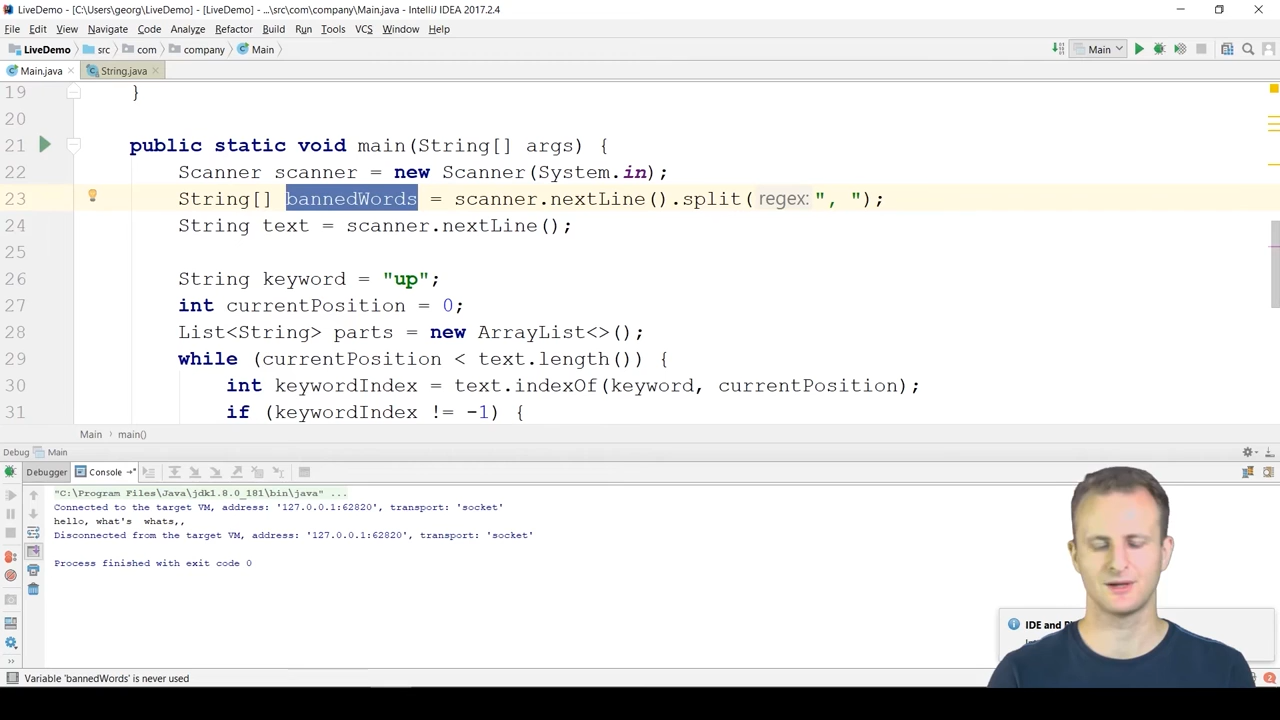 LiveDemo - [C:\Users\georg\LiveDemo] - [LiveDemo] - ...\src\com\company\Main.java - IntelliJ IDEA 2017.2.4
File Edit View Navigate Code Analyze Refactor Build Run Tools VCS Window Help
LiveDemo src com company Main Main
Main.java String.java
19 }
20
21 public static void main(String[] args) {
22 Scanner scanner = new Scanner(System.in);
23 String[] bannedWords = scanner.nextLine().split( regex: ", ");
24 String text = scanner.nextLine();
25
26 String keyword = "up";
27 int currentPosition = 0;
28 List<String> parts = new ArrayList<>();
29 while (currentPosition < text.length()) {
30 int keywordIndex = text.indexOf(keyword, currentPosition);
31 if (keywordIndex != -1) {
Main main()
Debug Main
Debugger Console
"C:\Program Files\Java\jdk1.8.0_181\bin\java" ...
Connected to the target VM, address: '127.0.0.1:62820', transport: 'socket'
hello, what's  whats,,
Disconnected from the target VM, address: '127.0.0.1:62820', transport: 'socket'
Process finished with exit code 0
IDE and
Variable 'bannedWords' is never used 2